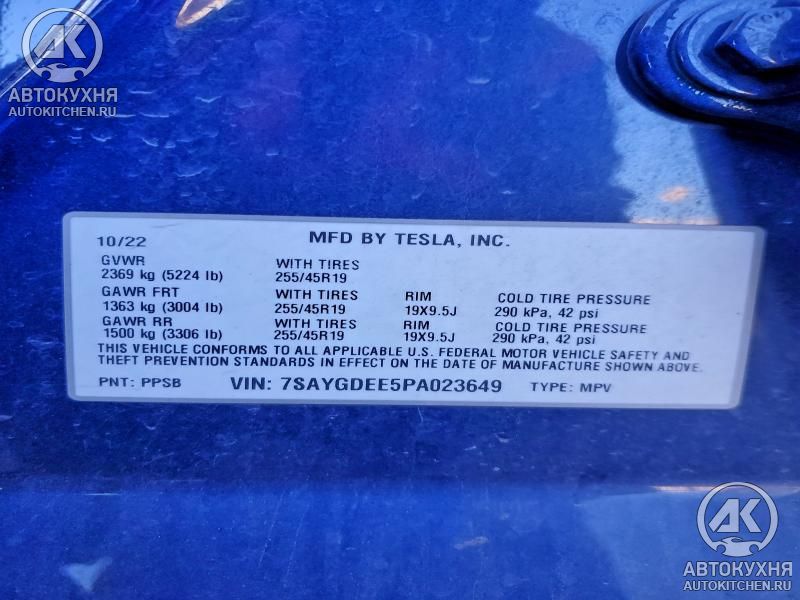 АК
АВТОКУХНЯ
AUTOKITCHEN.RU
10/22 MFD BY TESLA, INC.
GVWR WITH TIRES
2369 kg (5224 lb) 255/45R19
GAWR FRT WITH TIRES RIM COLD TIRE PRESSURE
1363 kg (3004 lb) 255/45R19 19X9.5J 290 kPa, 42 psi
GAWR RR WITH TIRES RIM COLD TIRE PRESSURE
1500 kg (3306 lb) 255/45R19 19X9.5J 290 kPa, 42 psi
THIS VEHICLE CONFORMS TO ALL APPLICABLE U.S. FEDERAL MOTOR VEHICLE SAFETY AND
THEFT PREVENTION STANDARDS IN EFFECT ON THE DATE OF MANUFACTURE SHOWN ABOVE.
PNT: PPSB VIN: 7SAYGDEE5PA023649 TYPE: MPV
АК
АВТОКУХНЯ
AUTOKITCHEN.RU